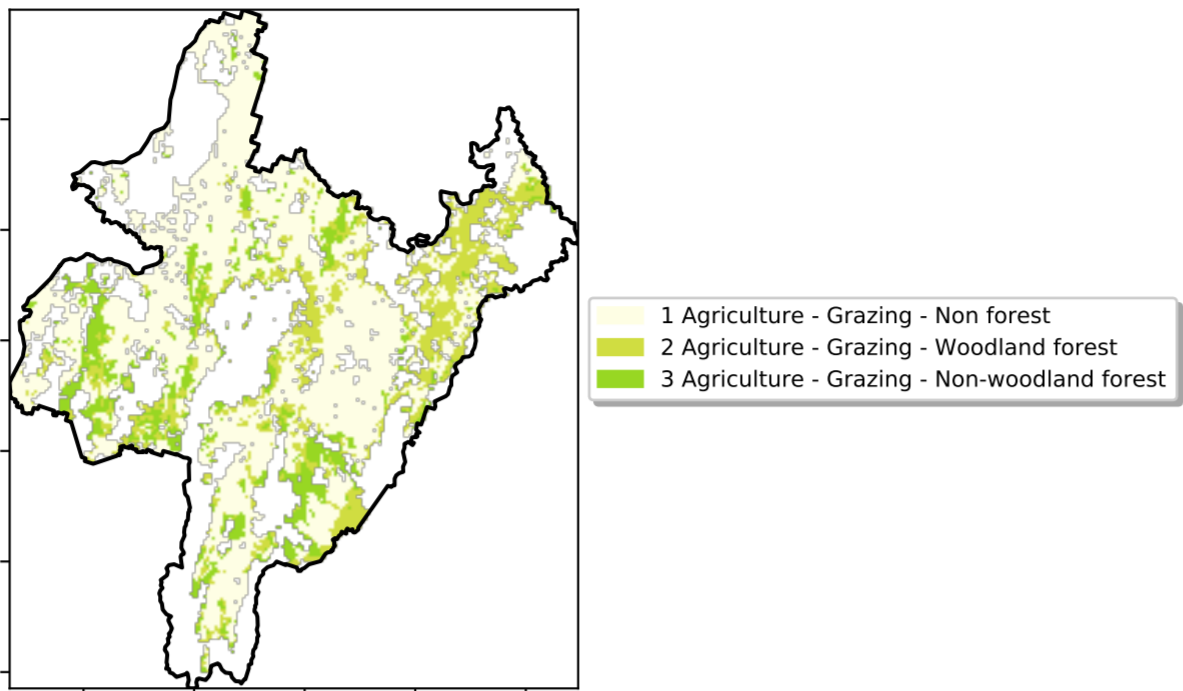 1 Agriculture - Grazing - Non forest
2 Agriculture - Grazing - Woodland forest
3 Agriculture - Grazing - Non-woodland forest